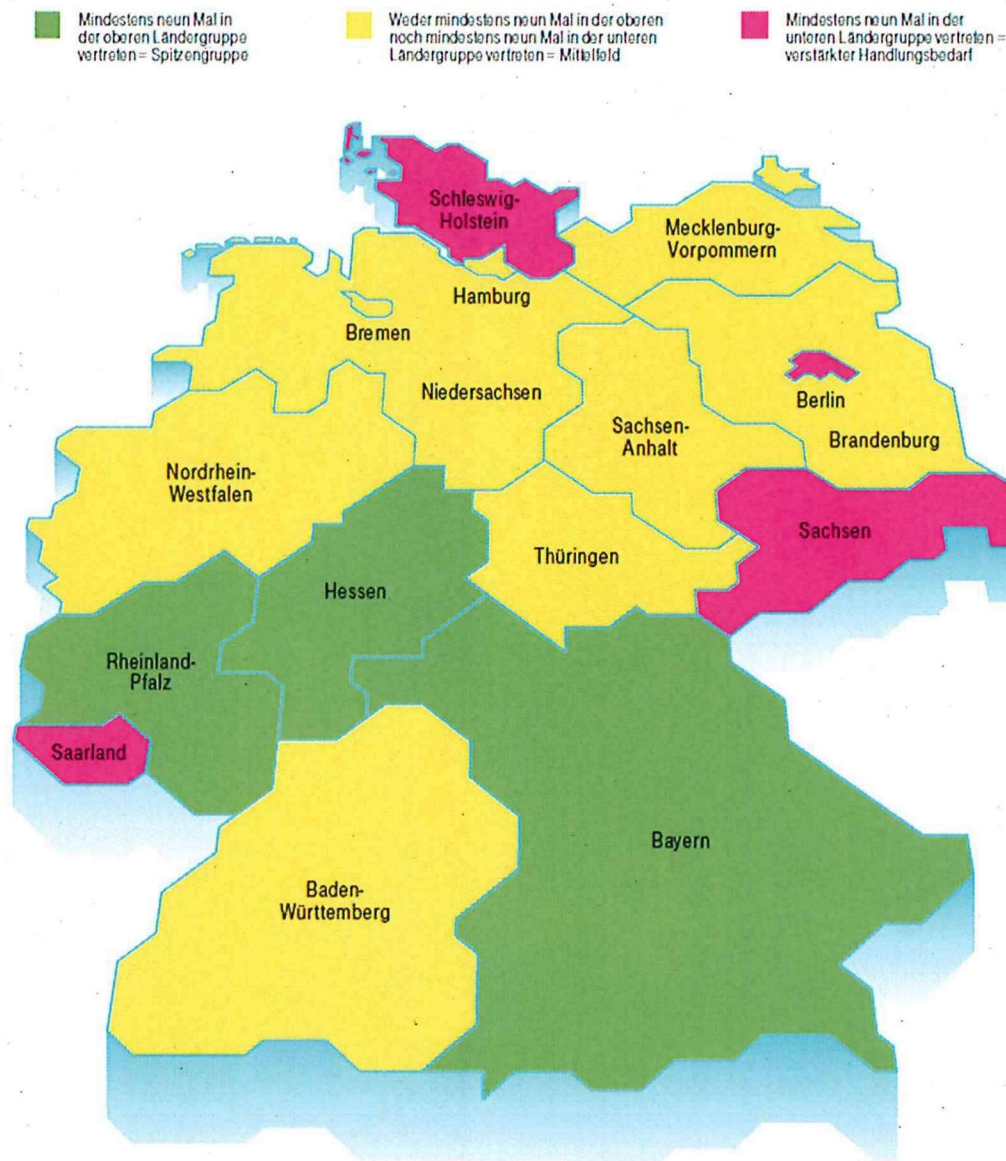 Mindestens neun Mal in
der oberen Ländergruppe
vertreten = Spitzengruppe
Weder mindestens neun Mal in der oberen
noch mindestens neun Mal in der unteren
Ländergruppe vertreten = Mittelfeld
Mindestens neun Mal in der
unteren Ländergruppe vertreten =
verstärkter Handlungsbedarf
Schleswig-
Holstein
Mecklenburg-
Vorpommern
Hamburg
Bremen
Niedersachsen
Berlin
Sachsen-
Anhalt
Brandenburg
Nordrhein-
Westfalen
Sachsen
Thüringen
Hessen
Rheinland-
Pfalz
Saarland
Bayern
Baden-
Württemberg